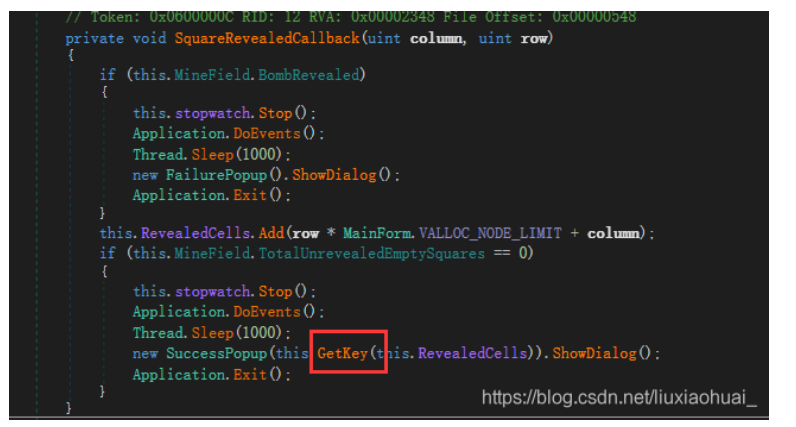 // Token: 0x0600000C RID: 12 RVA: 0x00002348 File Offset: 0x00000548
private void SquareRevealedCallback(uint column, uint row)
{
if (this.MineField.BombRevealed)
{
this.stopwatch.Stop();
Application.DoEvents();
Thread.Sleep(1000);
new FailurePopup().ShowDialog();
Application.Exit();
}
this.RevealedCells.Add(row * MainForm.VALLOC_NODE_LIMIT + column);
if (this.MineField.TotalUnrevealedEmptySquares == 0)
{
this.stopwatch.Stop();
Application.DoEvents();
Thread.Sleep(1000);
new SuccessPopup(this.GetKey(this.RevealedCells)).ShowDialog();
Application.Exit();
}
}
https://blog.csdn.net/liuxiaohuai_